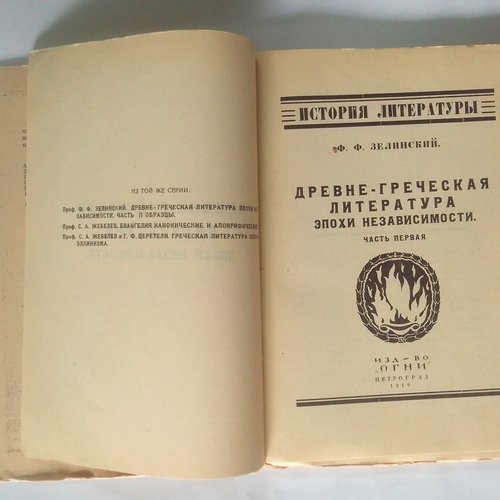 ИЗ ТОЙ ЖЕ СЕРИИ:
Проф. Ф. Ф. ЗЕЛИНСКИЙ. ДРЕВНЕ-ГРЕЧЕСКАЯ ЛИТЕРАТУРА ЭПОХИ
ЗАВИСИМОСТИ. ЧАСТЬ II ОБРАЗЦЫ.
Проф. С. А. ЖЕБЕЛЕВ. ЕВАНГЕЛИЯ КАНОНИЧЕСКИЕ И АПОКРИФИЧЕСКИЕ
Проф. С. А. ЖЕБЕЛЕВ и Г. Ф. ЦЕРЕТЕЛИ. ГРЕЧЕСКАЯ ЛИТЕРАТУРА
ЭЛЛИНИЗМА.
ИСТОРИЯ ЛИТЕРАТУРЫ
Ф. Ф. ЗЕЛИНСКИЙ.
ДРЕВНЕ-ГРЕЧЕСКАЯ
ЛИТЕРАТУРА
ЭПОХИ НЕЗАВИСИМОСТИ.
ЧАСТЬ ПЕРВАЯ
ИЗД-ВО
„ОГНИ"
ПЕТРОГРАД
1919